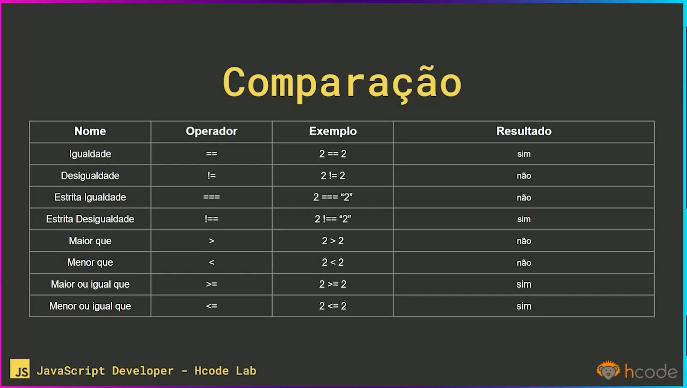 Comparação
Nome Operador Exemplo Resultado
Igualdade == 2 == 2 sim
Desigualdade != 2 != 2 não
Estrita Igualdade === 2 === “2” não
Estrita Desigualdade !== 2 !== “2” sim
Maior que > 2 > 2 não
Menor que < 2 < 2 não
Maior ou igual que >= 2 >= 2 sim
Menor ou igual que <= 2 <= 2 sim
JS JavaScript Developer - Hcode Lab
hcode